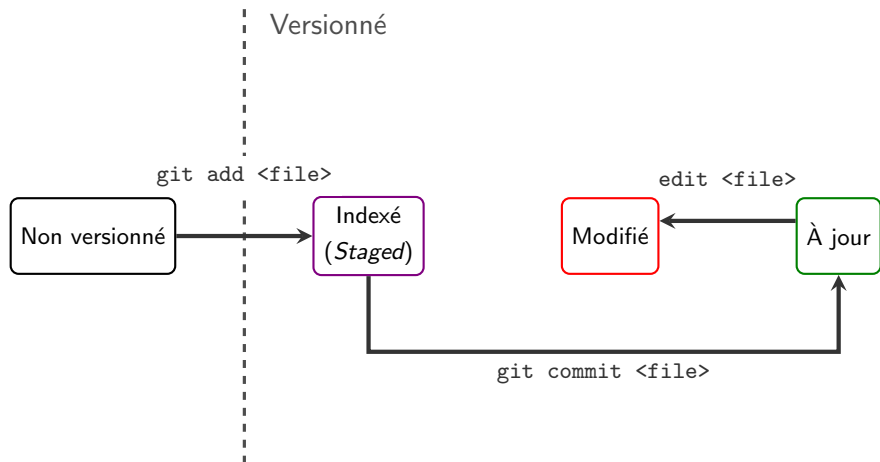 Versionné
git add <file>
edit <file>
Non versionné
Indexé
(Staged)
Modifié
À jour
git commit <file>